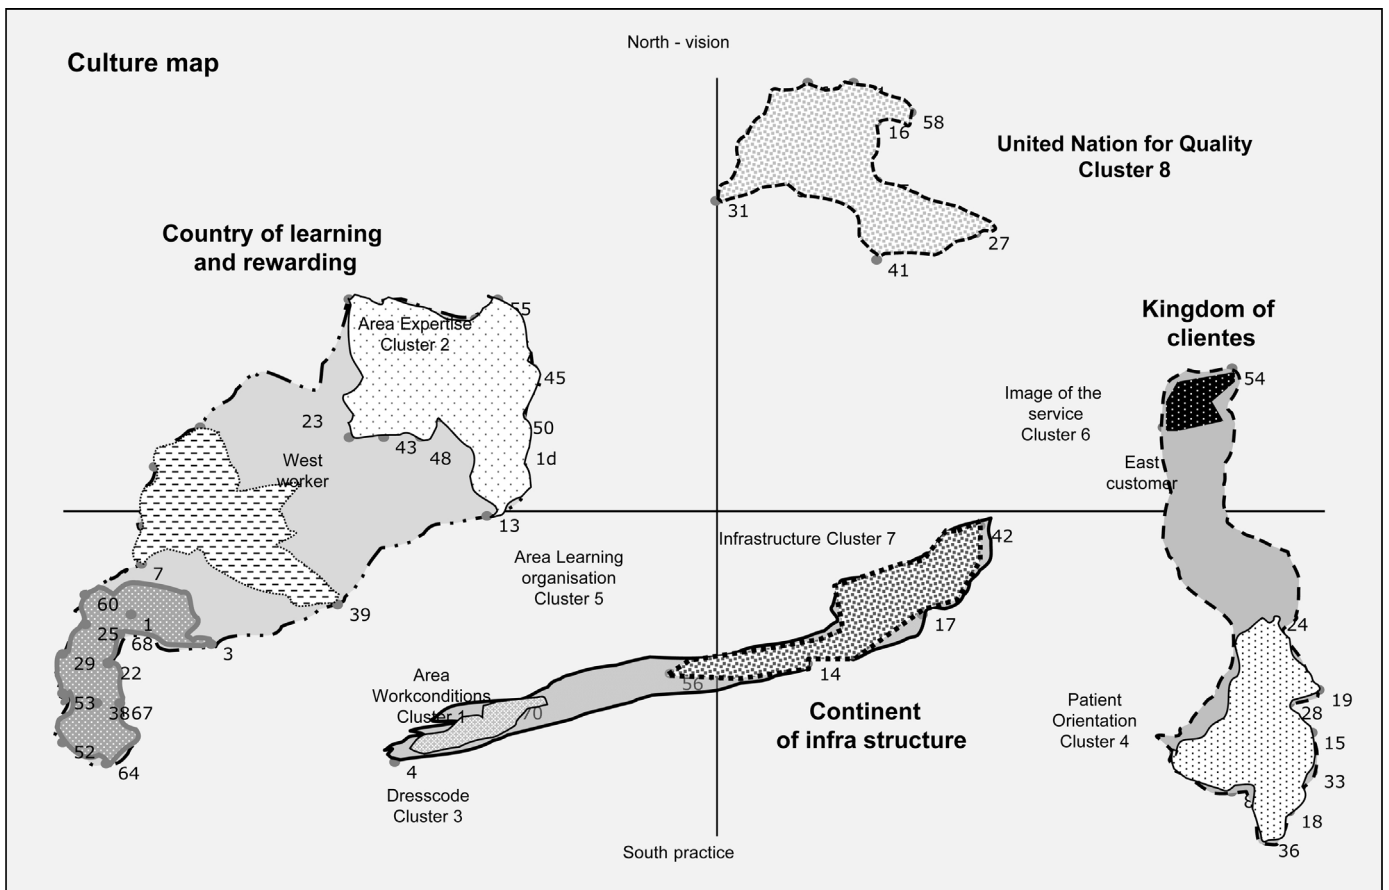 North - vision
Culture map
58
16
United Nation for Quality
Cluster 8
31
27
41
Country of learning
and rewarding
55
Area Expertise
Cluster 2
Kingdom of
clientes
45
54
Image of the
service
Cluster 6
23
50
43
48
1d
West
worker
East
customer
13
Infrastructure Cluster 7
42
Area Learning
organisation
Cluster 5
7
60
1
39
25
68
3
17
24
29
22
14
Area
Workconditions
Cluster 1
56
70
53
3867
19
28
Patient
Orientation
Cluster 4
Continent
of infra structure
15
52
64
4
33
Dresscode
Cluster 3
18
36
South practice